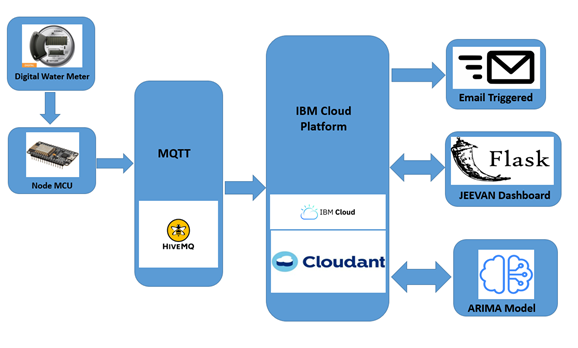 Digital Water Meter
Node MCU
MQTT
HIVEMQ
IBM Cloud
Platform
IBM Cloud
Cloudant
Email Triggered
Flask
JEEVAN Dashboard
ARIMA Model